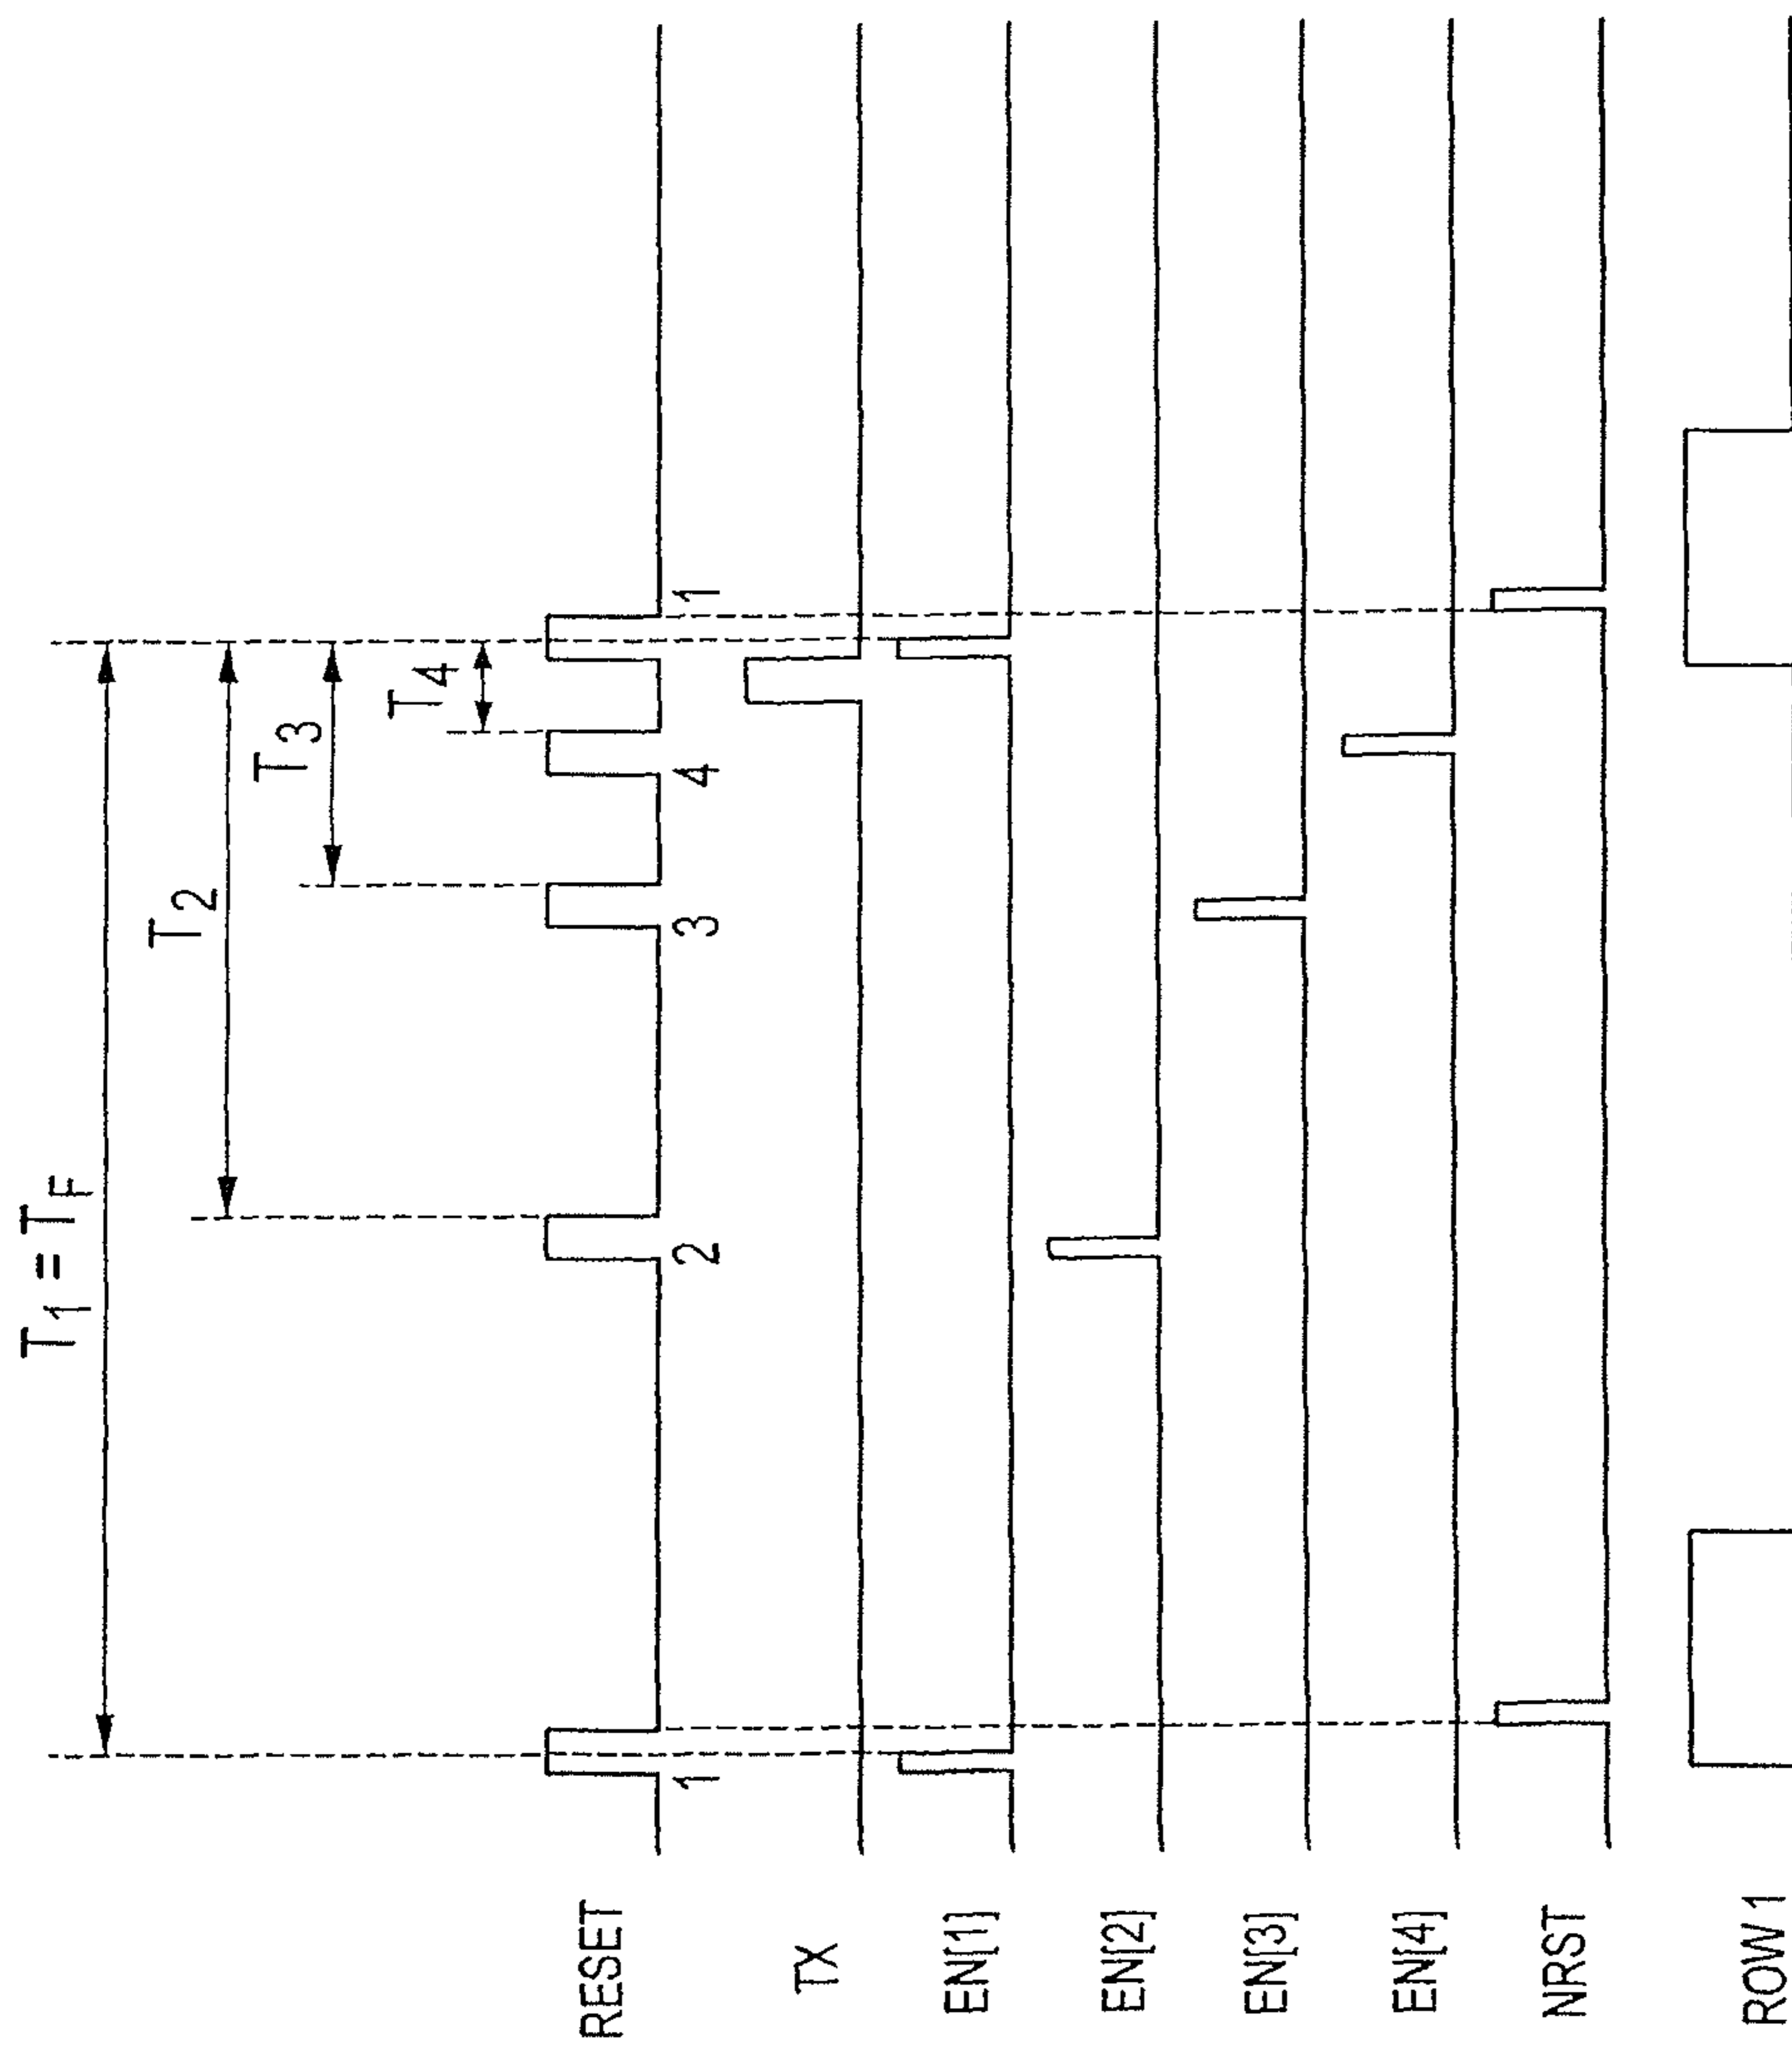 T1 = TF
T2
T3
T4
RESET
1 2 3 4 1
TX
EN[1]
EN[2]
EN[3]
EN[4]
NRST
ROW 1